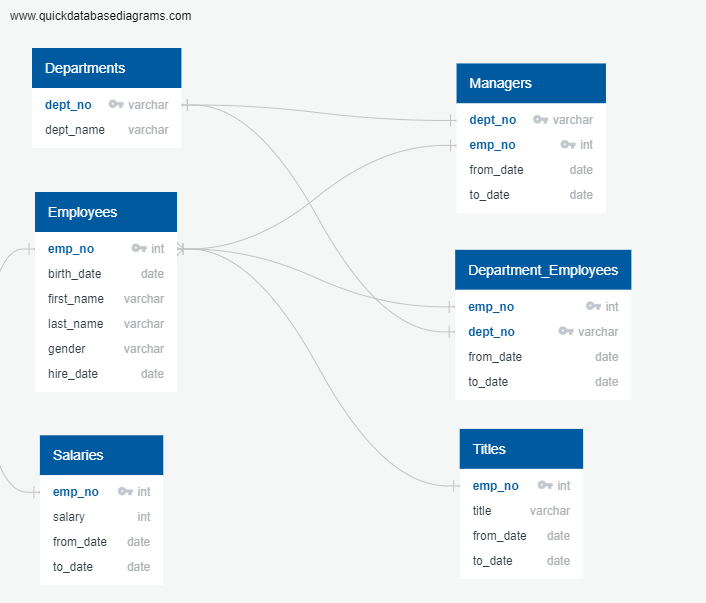 www.quickdatabasediagrams.com
Departments
dept_no varchar
dept_name varchar
Employees
emp_no int
birth_date date
first_name varchar
last_name varchar
gender varchar
hire_date date
Salaries
emp_no int
salary int
from_date date
to_date date
Managers
dept_no varchar
emp_no int
from_date date
to_date date
Department_Employees
emp_no int
dept_no varchar
from_date date
to_date date
Titles
emp_no int
title varchar
from_date date
to_date date